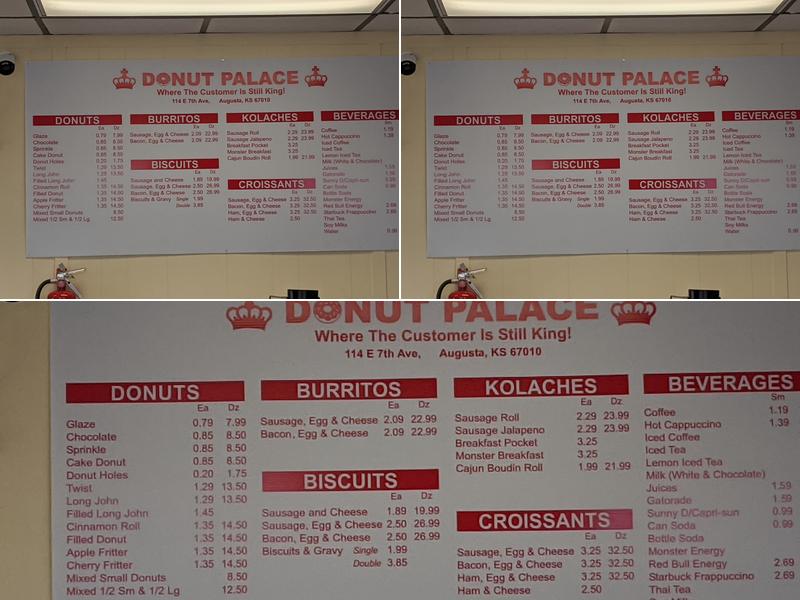 DONUT PALACE
Where The Customer Is Still King!
114 E 7th Ave, Augusta, KS 67010
DONUTS
Ea Dz
Glaze 0.79 7.99
Chocolate 0.85 8.50
Sprinkle 0.85 8.50
Cake Donut 0.85 8.50
Donut Holes 0.20 1.75
Twist 1.29 13.50
Long John 1.29 13.50
Filled Long John 1.45
Cinnamon Roll 1.35 14.50
Filled Donut 1.35 14.50
Apple Fritter 1.35 14.50
Cherry Fritter 1.35 14.50
Mixed Small Donuts 8.50
Mixed 1/2 Sm & 1/2 Lg 12.50
BURRITOS
Ea Dz
Sausage, Egg & Cheese 2.09 22.99
Bacon, Egg & Cheese 2.09 22.99
BISCUITS
Ea Dz
Sausage and Cheese 1.89 19.99
Sausage, Egg & Cheese 2.50 26.99
Bacon, Egg & Cheese 2.50 26.99
Biscuits & Gravy Single 1.99
Double 3.85
KOLACHES
Ea Dz
Sausage Roll 2.29 23.99
Sausage Jalapeno 2.29 23.99
Breakfast Pocket 3.25
Monster Breakfast 3.25
Cajun Boudin Roll 1.99 21.99
CROISSANTS
Ea Dz
Sausage, Egg & Cheese 3.25 32.50
Bacon, Egg & Cheese 3.25 32.50
Ham, Egg & Cheese 3.25 32.50
Ham & Cheese 2.50
BEVERAGES
Sm
Coffee 1.19
Hot Cappuccino 1.39
Iced Coffee
Iced Tea
Lemon Iced Tea
Milk (White & Chocolate)
Juices 1.59
Gatorade 1.59
Sunny D/Capri-sun 0.99
Can Soda 0.99
Bottle Soda
Monster Energy
Red Bull Energy 2.69
Starbuck Frappuccino 2.69
Thai Tea
Soy Milks
Water 0.99